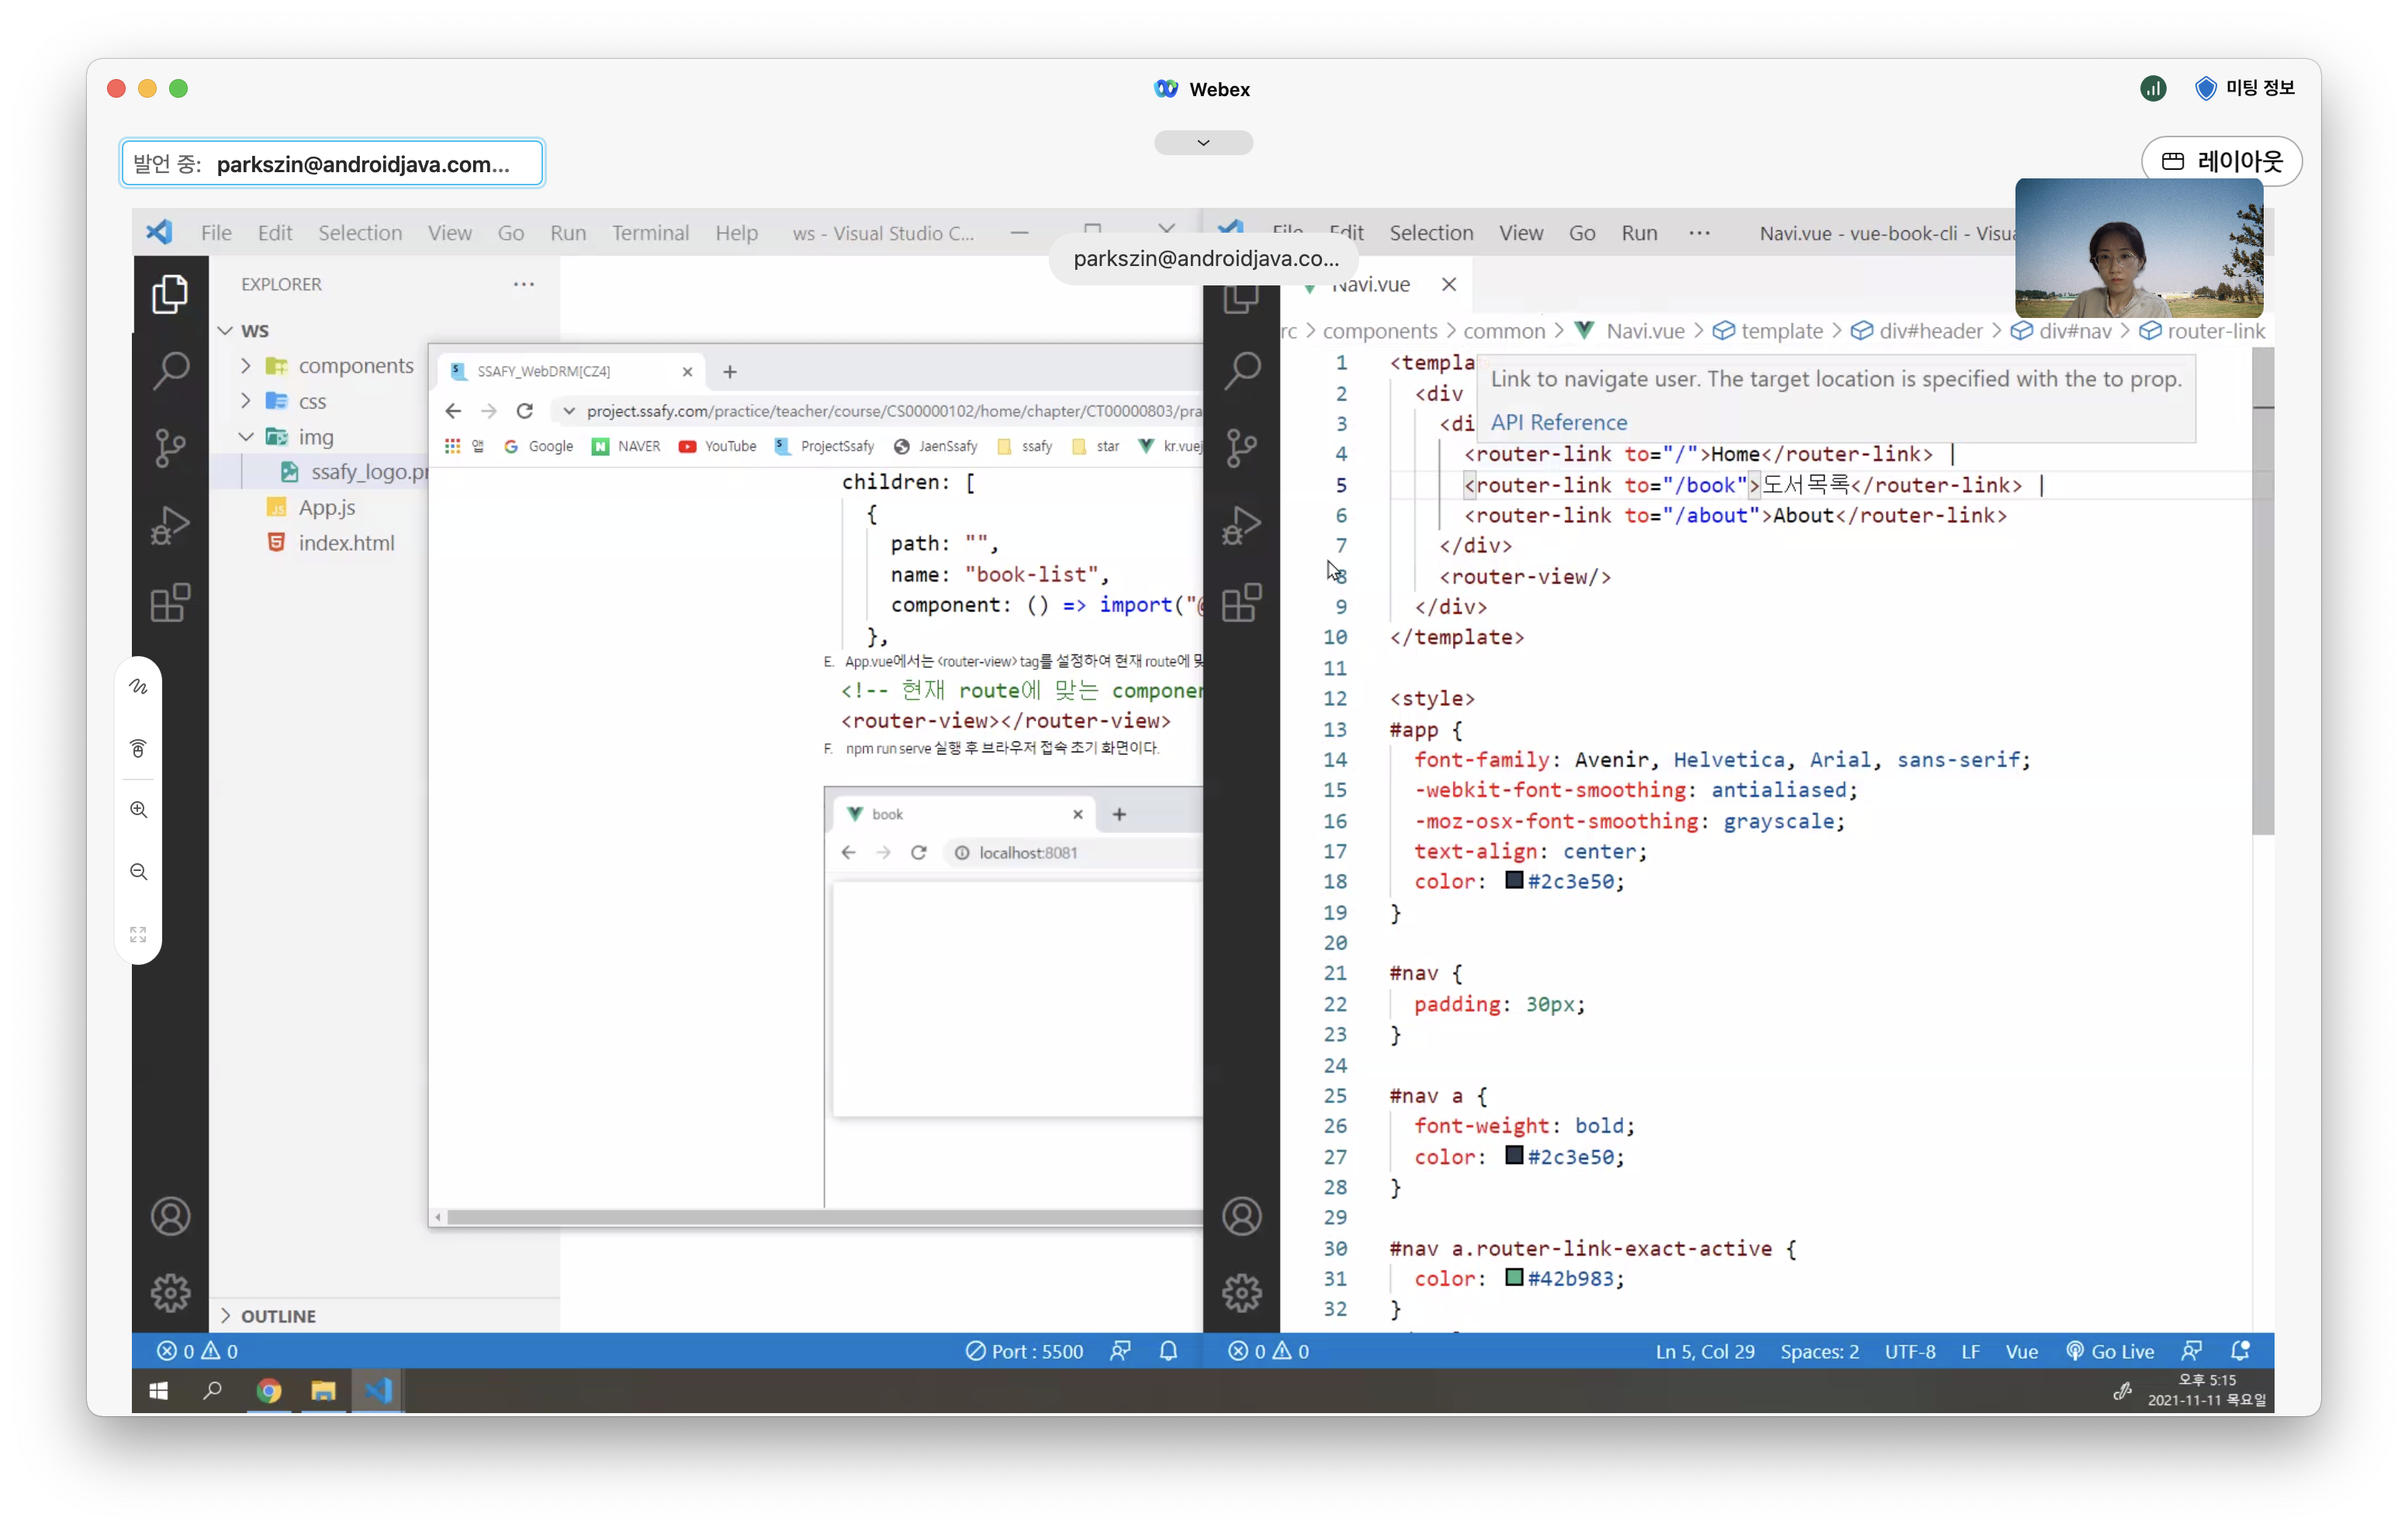 Webex
미팅 정보
발언 중: parkszin@androidjava.com...
레이아웃
File Edit Selection View Go Run Terminal Help ws - Visual Studio C...
parkszin@androidjava.co...
EXPLORER
WS
components
css
img
ssafy_logo.pr
App.js
index.html
OUTLINE
SSAFY_WebDRM[CZ4]
project.ssafy.com/practice/teacher/course/CS00000102/home/chapter/CT00000803/pra
앱 Google NAVER YouTube ProjectSsafy JaenSsafy ssafy star kr.vuej
children: [
{
path: "",
name: "book-list",
component: () => import("@
},
E. App.vue에서는 <router-view> tag를 설정하여 현재 route에 맞
<!-- 현재 route에 맞는 componen
<router-view></router-view>
F. npm run serve 실행 후 브라우저 접속 초기 화면이다.
book
localhost:8081
0 0 Port : 5500
File Edit Selection View Go Run ··· Navi.vue - vue-book-cli - Visua
Navi.vue
rc > components > common > Navi.vue > template > div#header > div#nav > router-link
Link to navigate user. The target location is specified with the to prop.
API Reference
1 <templa
2 <div
3 <di
4 <router-link to="/">Home</router-link> |
5 <router-link to="/book">도서목록</router-link> |
6 <router-link to="/about">About</router-link>
7 </div>
8 <router-view/>
9 </div>
10 </template>
11
12 <style>
13 #app {
14 font-family: Avenir, Helvetica, Arial, sans-serif;
15 -webkit-font-smoothing: antialiased;
16 -moz-osx-font-smoothing: grayscale;
17 text-align: center;
18 color: #2c3e50;
19 }
20
21 #nav {
22 padding: 30px;
23 }
24
25 #nav a {
26 font-weight: bold;
27 color: #2c3e50;
28 }
29
30 #nav a.router-link-exact-active {
31 color: #42b983;
32 }
0 0 Ln 5, Col 29 Spaces: 2 UTF-8 LF Vue Go Live
오후 5:15
2021-11-11 목요일